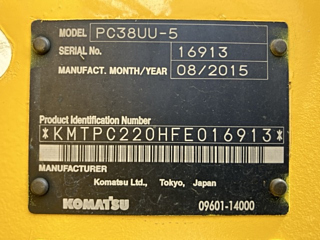 MODEL PC38UU-5
SERIAL No. 16913
MANUFACT. MONTH/YEAR 08/2015
Product Identification Number
*KMTPC220HFE016913*
MANUFACTURER
Komatsu Ltd., Tokyo, Japan
KOMATSU 09601-14000